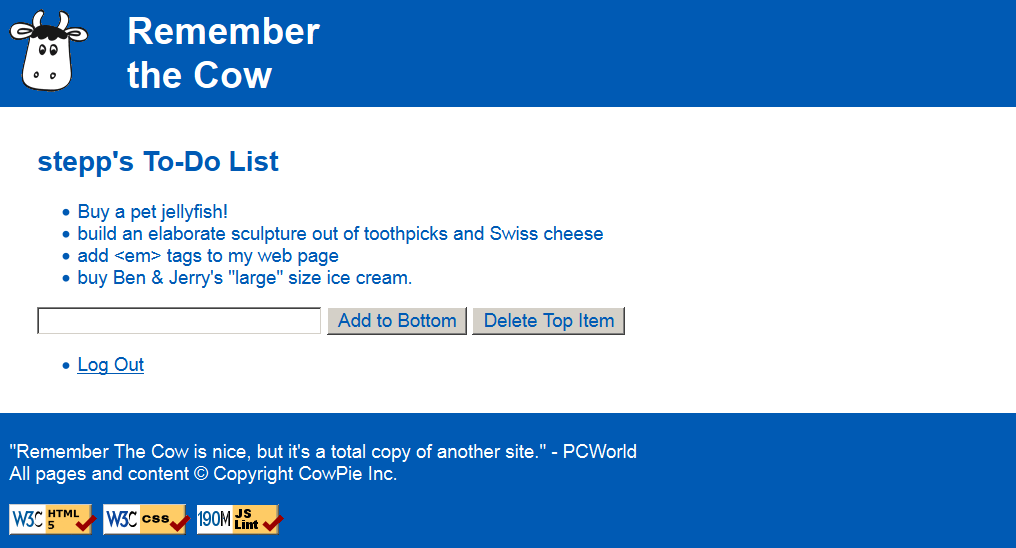 Remember
the Cow
stepp's To-Do List
Buy a pet jellyfish!
build an elaborate sculpture out of toothpicks and Swiss cheese
add <em> tags to my web page
buy Ben & Jerry's "large" size ice cream.
Add to Bottom Delete Top Item
Log Out
"Remember The Cow is nice, but it's a total copy of another site." - PCWorld
All pages and content © Copyright CowPie Inc.
W3C HTML 5 W3C css 190M JS Lint